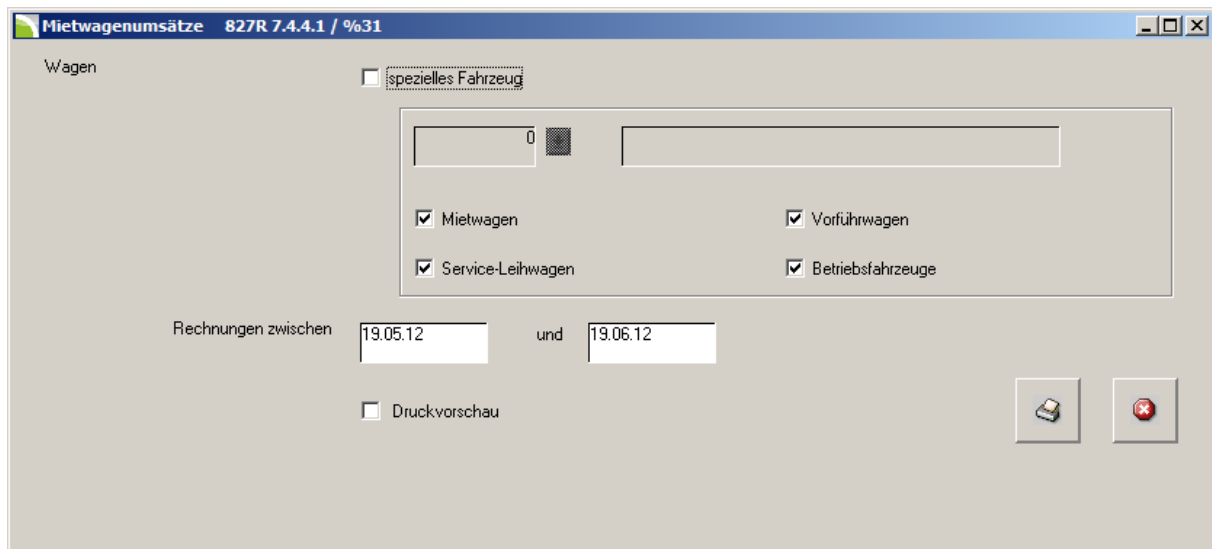 Mietwagenumsätze 827R 7.4.4.1 / %31
Wagen
spezielles Fahrzeug
0
Mietwagen Vorführwagen
Service-Leihwagen Betriebsfahrzeuge
Rechnungen zwischen 19.05.12 und 19.06.12
Druckvorschau